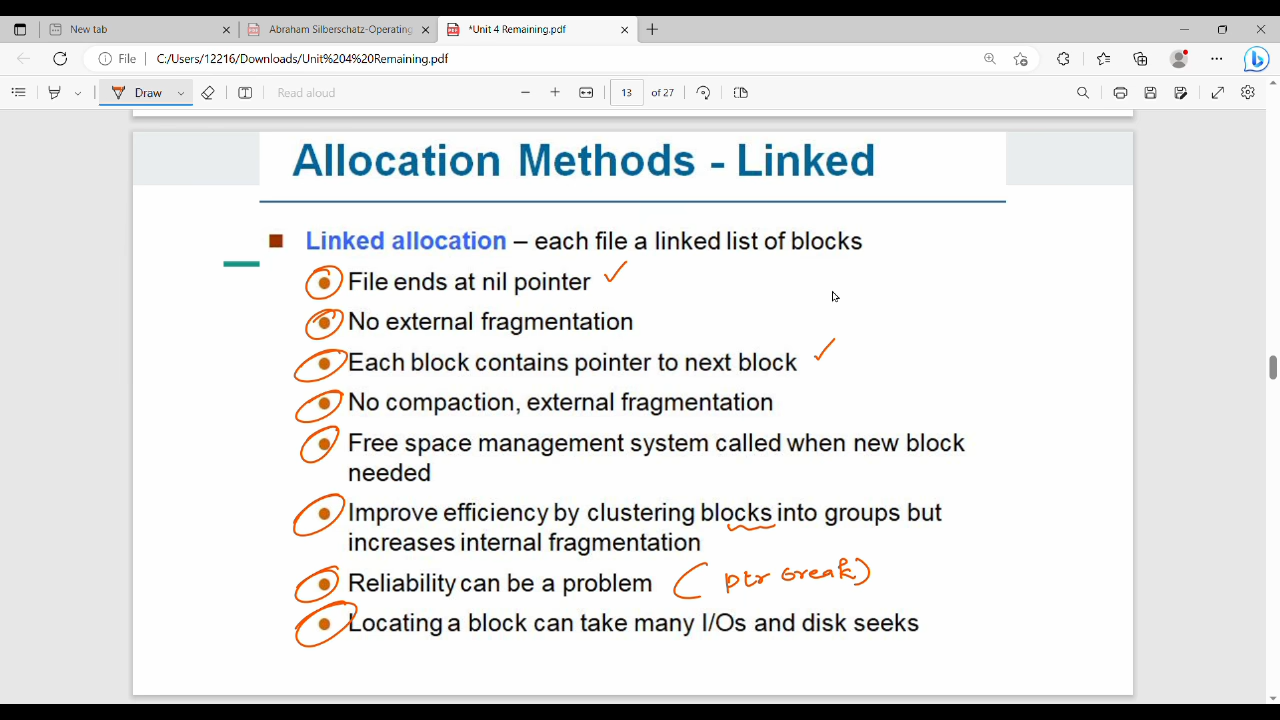 New tab
Abraham Silberschatz-Operating
*Unit 4 Remaining.pdf
File
C:/Users/12216/Downloads/Unit%204%20Remaining.pdf
Draw
Read aloud
13 of 27
Allocation Methods - Linked
Linked allocation – each file a linked list of blocks
File ends at nil pointer
No external fragmentation
Each block contains pointer to next block
No compaction, external fragmentation
Free space management system called when new block
needed
Improve efficiency by clustering blocks into groups but
increases internal fragmentation
Reliability can be a problem ( ptr break)
Locating a block can take many I/Os and disk seeks